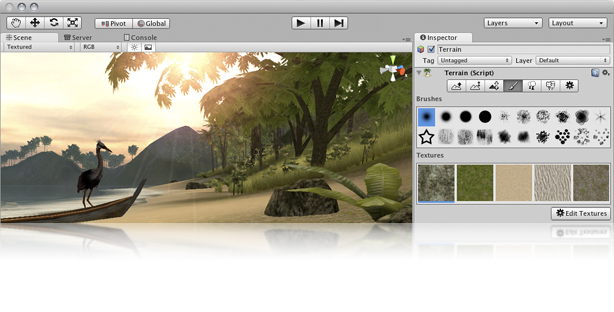 Pivot
Global
Layers
Layout
Scene
Server
Console
Inspector
Textured
RGB
Terrain
Tag
Untagged
Layer
Default
Terrain (Script)
Brushes
Textures
Edit Textures